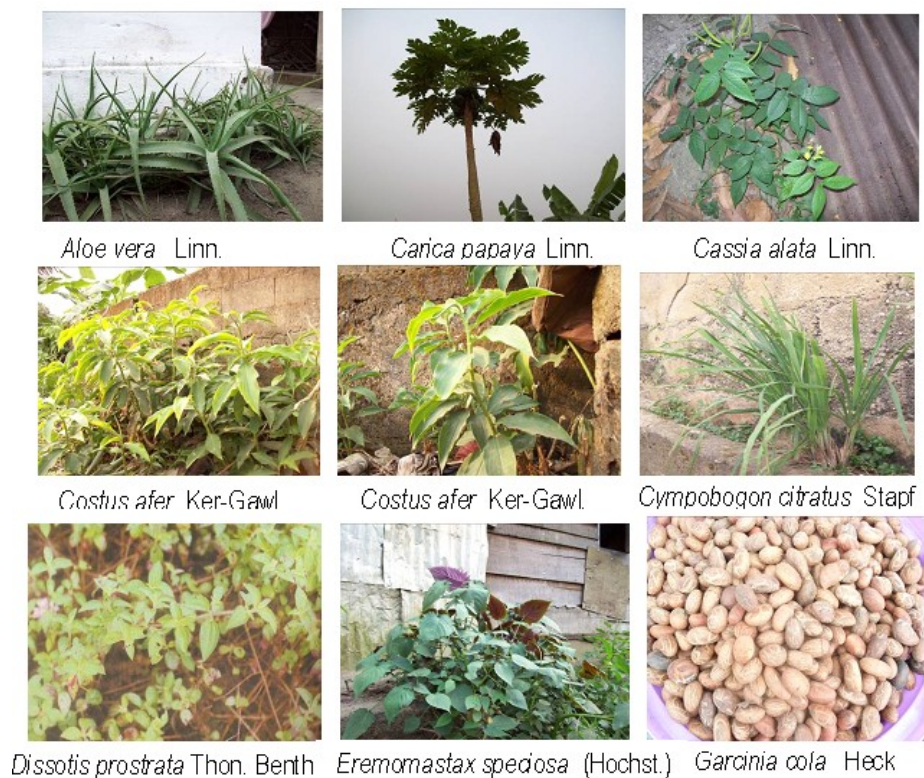 Aloe vera Linn.
Carica papaya Linn.
Cassia alata Linn.
Costus afer Ker-Gawl
Costus afer Ker-Gawl.
Cympobogon citratus Stapf
Dissotis prostrata Thon. Benth
Eremomastax speciosa (Hochst.)
Garcinia cola Heck